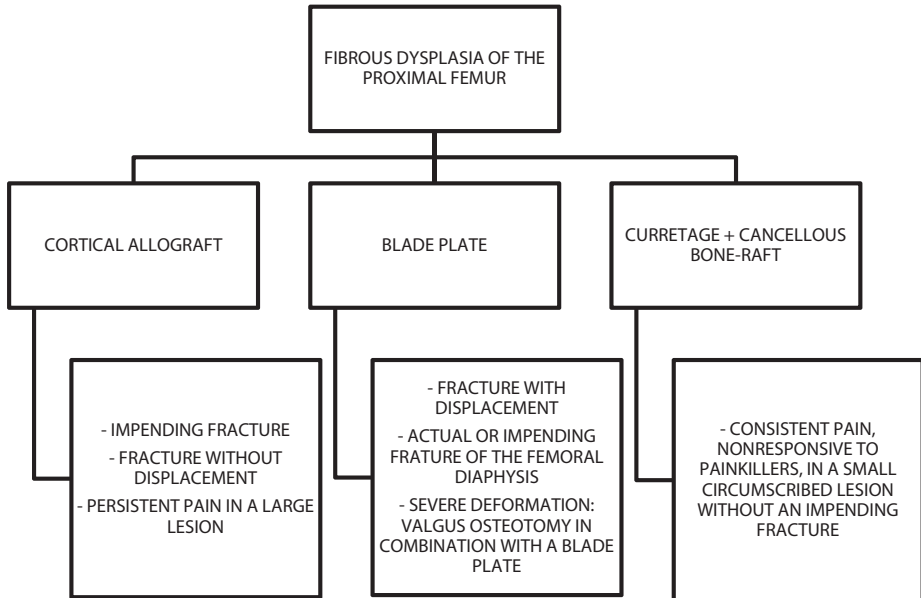 FIBROUS DYSPLASIA OF THE
PROXIMAL FEMUR
CORTICAL ALLOGRAFT
BLADE PLATE
CURRETAGE + CANCELLOUS
BONE-RAFT
- IMPENDING FRACTURE
- FRACTURE WITHOUT
DISPLACEMENT
- PERSISTENT PAIN IN A LARGE
LESION
- FRACTURE WITH
DISPLACEMENT
- ACTUAL OR IMPENDING
FRATURE OF THE FEMORAL
DIAPHYSIS
- SEVERE DEFORMATION:
VALGUS OSTEOTOMY IN
COMBINATION WITH A BLADE
PLATE
- CONSISTENT PAIN,
NONRESPONSIVE TO
PAINKILLERS, IN A SMALL
CIRCUMSCRIBED LESION
WITHOUT AN IMPENDING
FRACTURE